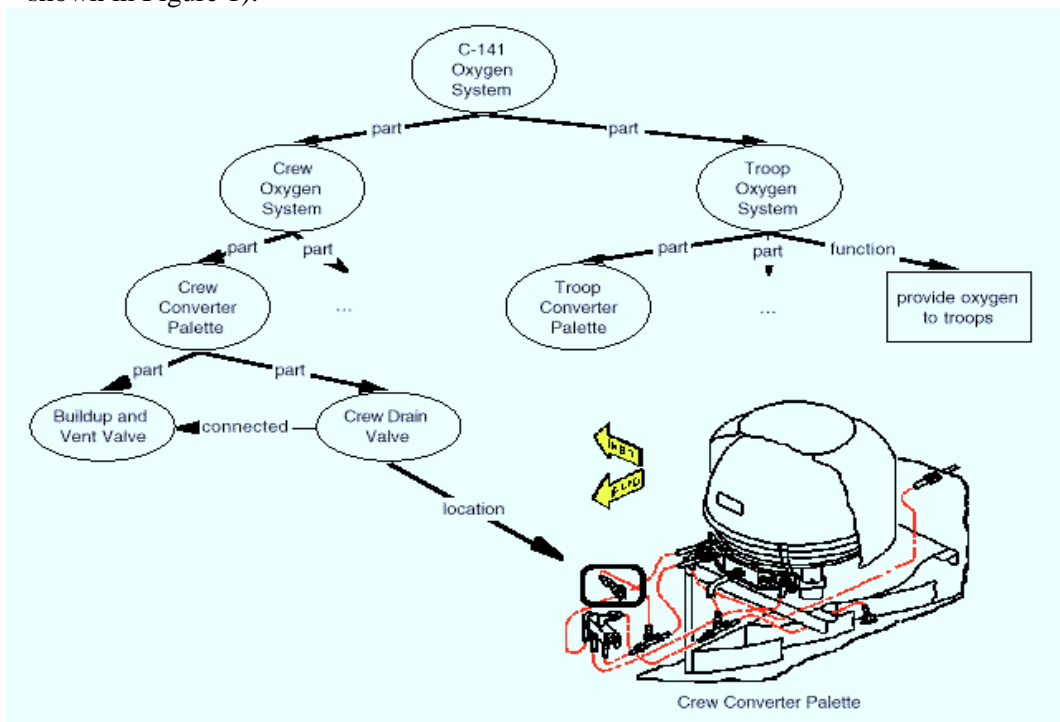 shown in Figure 1).
C-141
Oxygen
System
part
part
Crew
Oxygen
System
Troop
Oxygen
System
part
part
part
part
function
Crew
Converter
Palette
...
Troop
Converter
Palette
...
provide oxygen
to troops
part
part
Buildup and
Vent Valve
connected
Crew Drain
Valve
location
INBD
FWD
Crew Converter Palette